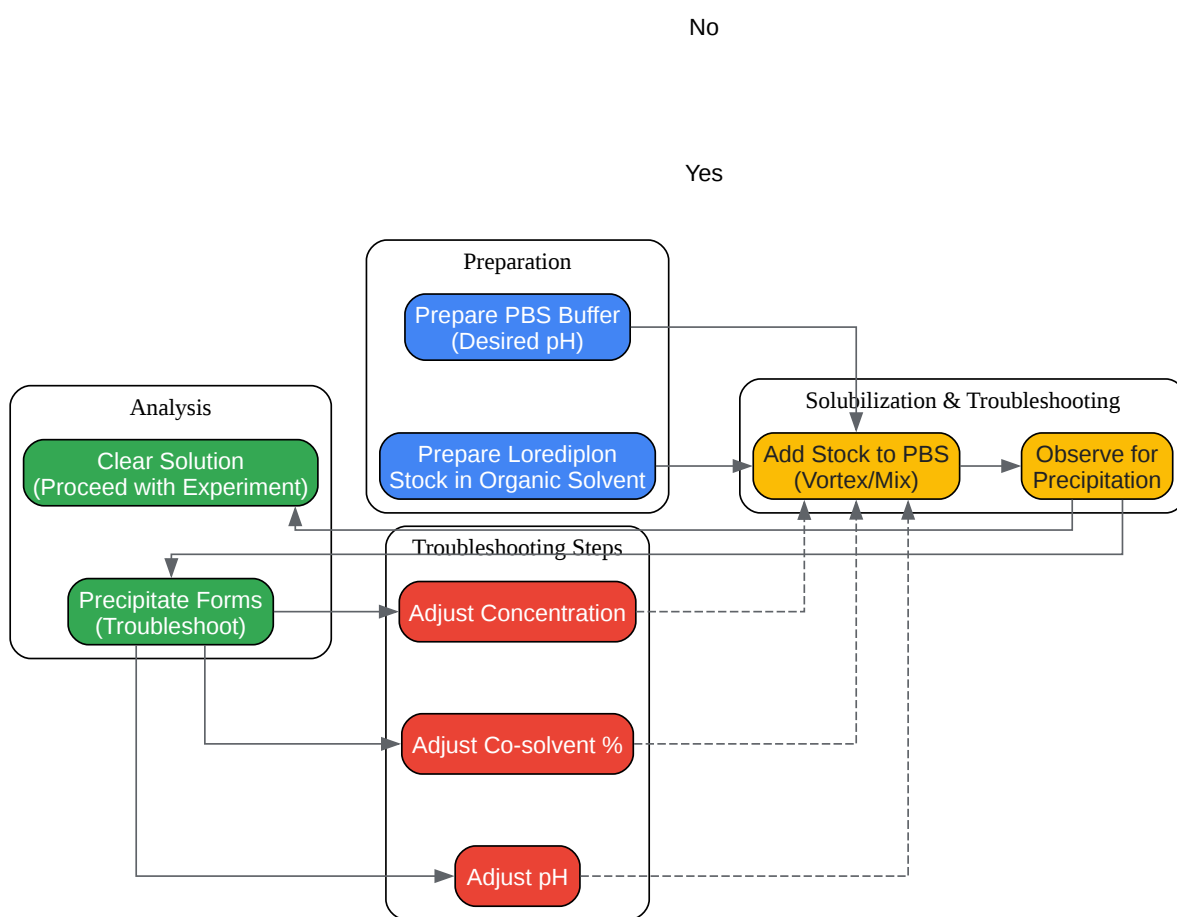 No
Yes
Preparation
Prepare PBS Buffer
(Desired pH)
Prepare Lorediplon
Stock in Organic Solvent
Analysis
Clear Solution
(Proceed with Experiment)
Precipitate Forms
(Troubleshoot)
Solubilization & Troubleshooting
Add Stock to PBS
(Vortex/Mix)
Observe for
Precipitation
Troubleshooting Steps
Adjust Concentration
Adjust Co-solvent %
Adjust pH